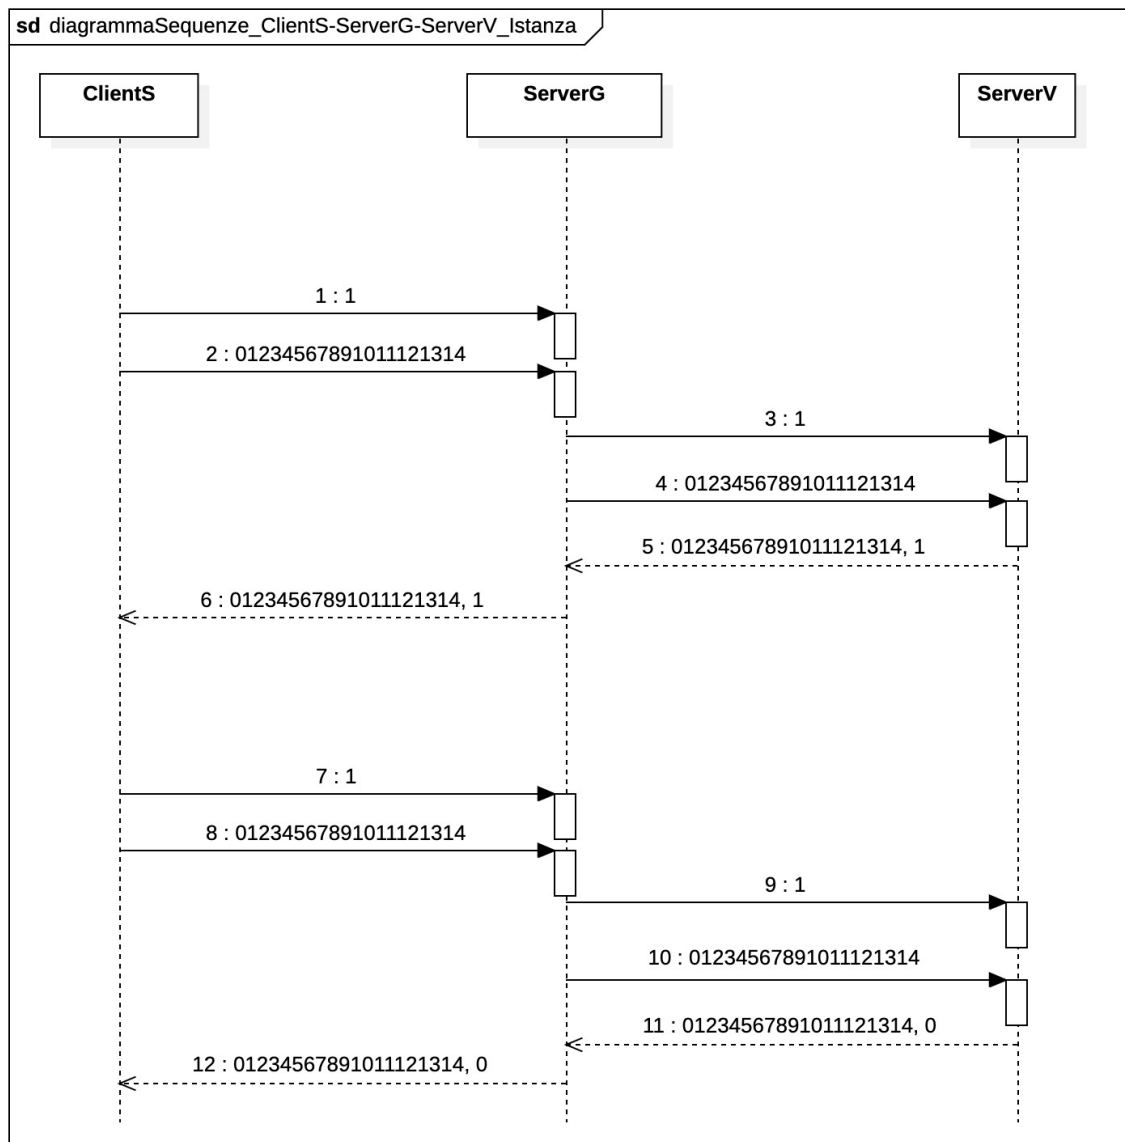 sd diagrammaSequenze_ClientS-ServerG-ServerV_Istanza
ClientS
ServerG
ServerV
1 : 1
2 : 01234567891011121314
3 : 1
4 : 01234567891011121314
5 : 01234567891011121314, 1
6 : 01234567891011121314, 1
7 : 1
8 : 01234567891011121314
9 : 1
10 : 01234567891011121314
11 : 01234567891011121314, 0
12 : 01234567891011121314, 0